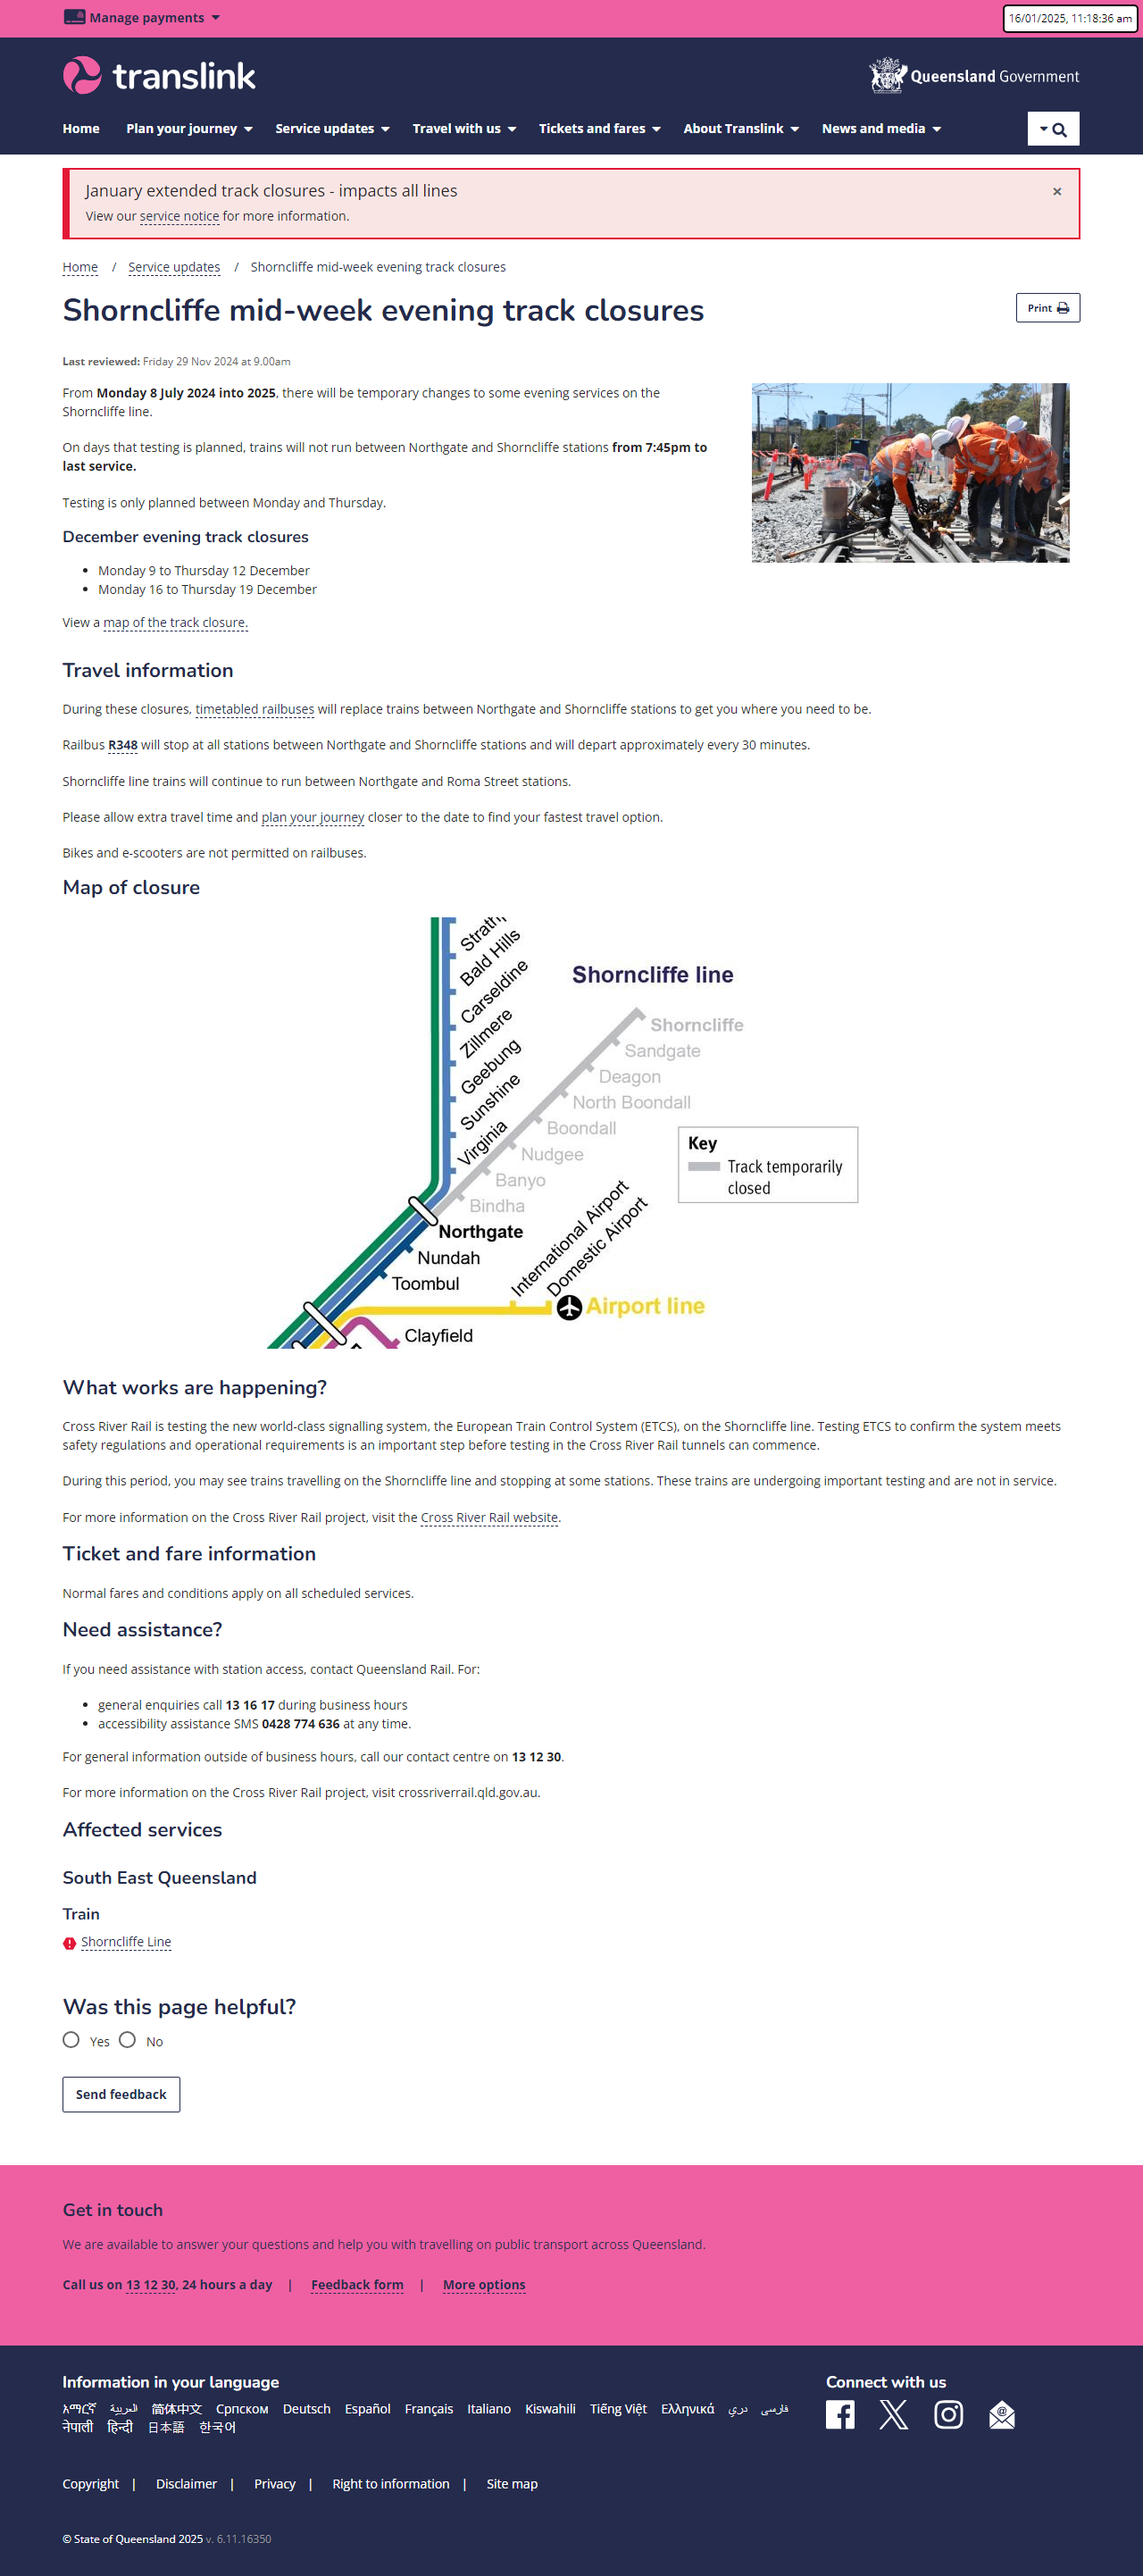 Manage payments
16/01/2025, 11:18:36 am
translink
Queensland Government
Home Plan your journey Service updates Travel with us Tickets and fares About Translink News and media
January extended track closures - impacts all lines
×
View our service notice for more information.
Home / Service updates / Shorncliffe mid-week evening track closures
Shorncliffe mid-week evening track closures
Print
Last reviewed: Friday 29 Nov 2024 at 9.00am
From Monday 8 July 2024 into 2025, there will be temporary changes to some evening services on the
Shorncliffe line.
On days that testing is planned, trains will not run between Northgate and Shorncliffe stations from 7:45pm to
last service.
Testing is only planned between Monday and Thursday.
December evening track closures
• Monday 9 to Thursday 12 December
• Monday 16 to Thursday 19 December
View a map of the track closure.
Travel information
During these closures, timetabled railbuses will replace trains between Northgate and Shorncliffe stations to get you where you need to be.
Railbus R348 will stop at all stations between Northgate and Shorncliffe stations and will depart approximately every 30 minutes.
Shorncliffe line trains will continue to run between Northgate and Roma Street stations.
Please allow extra travel time and plan your journey closer to the date to find your fastest travel option.
Bikes and e-scooters are not permitted on railbuses.
Map of closure
Bald Hills
Carseldine
Zillmere
Geebung
Sunshine
Virginia
Shorncliffe line
Shorncliffe
Sandgate
Deagon
North Boondall
Boondall
Nudgee
Banyo
Bindha
Northgate
Nundah
Toombul
Key
Track temporarily
closed
International Airport
Domestic Airport
Airport line
Clayfield
What works are happening?
Cross River Rail is testing the new world-class signalling system, the European Train Control System (ETCS), on the Shorncliffe line. Testing ETCS to confirm the system meets
safety regulations and operational requirements is an important step before testing in the Cross River Rail tunnels can commence.
During this period, you may see trains travelling on the Shorncliffe line and stopping at some stations. These trains are undergoing important testing and are not in service.
For more information on the Cross River Rail project, visit the Cross River Rail website.
Ticket and fare information
Normal fares and conditions apply on all scheduled services.
Need assistance?
If you need assistance with station access, contact Queensland Rail. For:
• general enquiries call 13 16 17 during business hours
• accessibility assistance SMS 0428 774 636 at any time.
For general information outside of business hours, call our contact centre on 13 12 30.
For more information on the Cross River Rail project, visit crossriverrail.qld.gov.au.
Affected services
South East Queensland
Train
Shorncliffe Line
Was this page helpful?
Yes No
Send feedback
Get in touch
We are available to answer your questions and help you with travelling on public transport across Queensland.
Call us on 13 12 30, 24 hours a day | Feedback form | More options
Information in your language
አማርኛ العربية 简体中文 Српском Deutsch Español Français Italiano Kiswahili Tiếng Việt Ελληνικά دري فارسی
नेपाली हिन्दी 日本語 한국어
Connect with us
Copyright | Disclaimer | Privacy | Right to information | Site map
© State of Queensland 2025 v. 6.11.16350